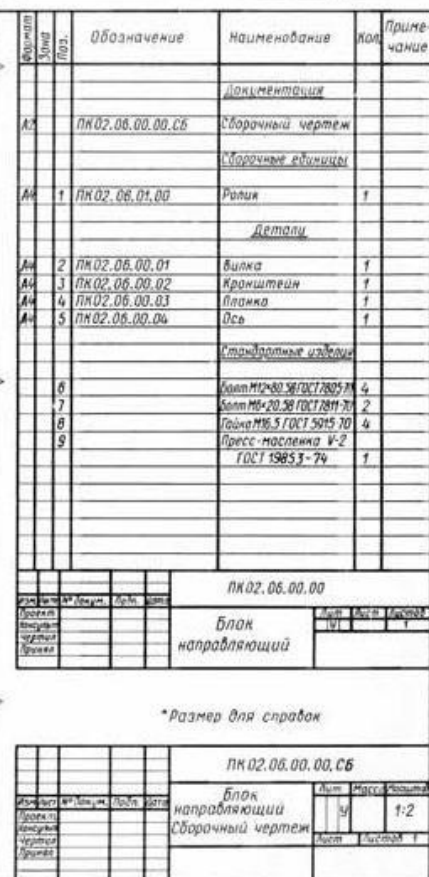 Формат Зона Поз. Обозначение Наименование Кол. Приме-
чание
Документация
А2 ПК02.06.00.00.СБ Сборочный чертеж
Сборочные единицы
А4 1 ПК02.06.01.00 Ролик 1
Детали
А4 2 ПК02.06.00.01 Вилка 1
А4 3 ПК02.06.00.02 Кронштейн 1
А4 4 ПК02.06.00.03 Планка 1
А4 5 ПК02.06.00.04 Ось 1
Стандартные изделия
6 Болт М12×80.58 ГОСТ 7805-70 4
7 Болт М6×20.58 ГОСТ 7811-70 2
8 Гайка М16.5 ГОСТ 5915-70 4
9 Пресс-масленка V-2
ГОСТ 19853-74 1
ПК02.06.00.00
Изм Лист № Докум. Подп. Дата
Проект.
Консульт
Чертил
Принял
Блок
направляющий
Лит Лист Листов
1
*Размер для справок
ПК02.06.00.00.СБ
Изм Лист № Докум. Подп. Дата
Проект.
Консульт
Чертил
Принял
Блок
направляющий
Сборочный чертеж
Лит Масса Масштаб
У 1:2
Лист Листов 1